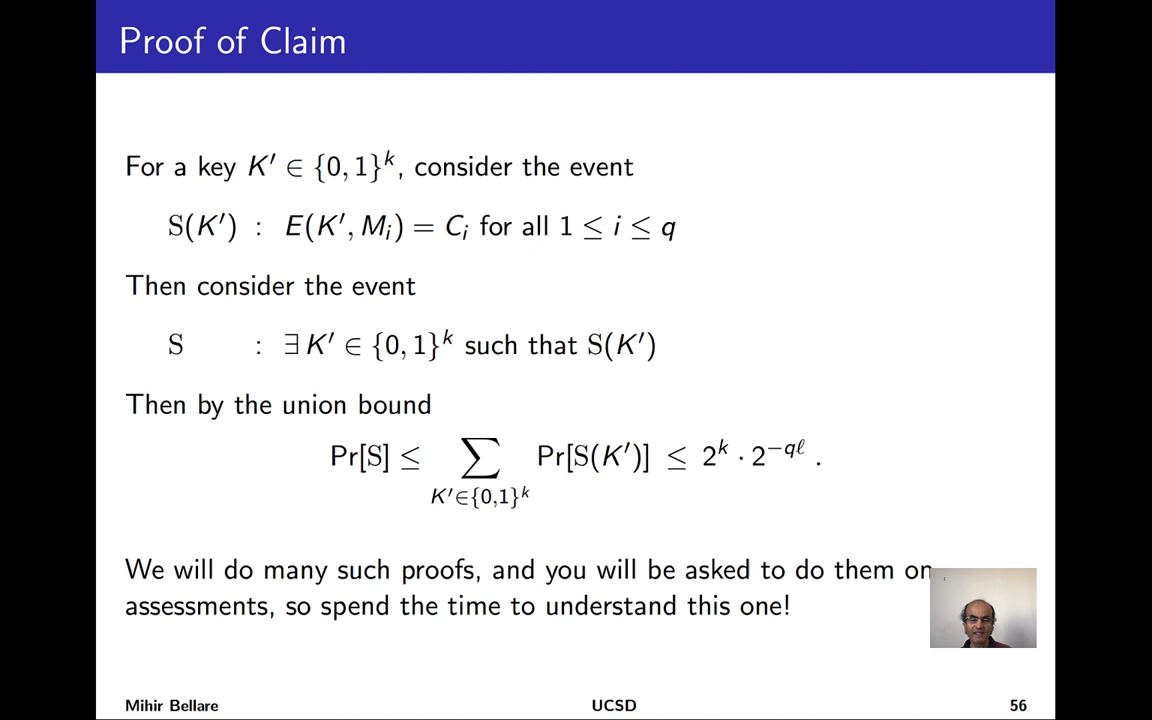 Proof of Claim
For a key K′ ∈ {0, 1}ᵏ, consider the event
S(K′) : E(K′, Mᵢ) = Cᵢ for all 1 ≤ i ≤ q
Then consider the event
S : ∃ K′ ∈ {0, 1}ᵏ such that S(K′)
Then by the union bound
Pr[S] ≤ ∑ Pr[S(K′)] ≤ 2ᵏ · 2^{−qℓ} .
K′∈{0,1}ᵏ
We will do many such proofs, and you will be asked to do them on
assessments, so spend the time to understand this one!
Mihir Bellare UCSD 56